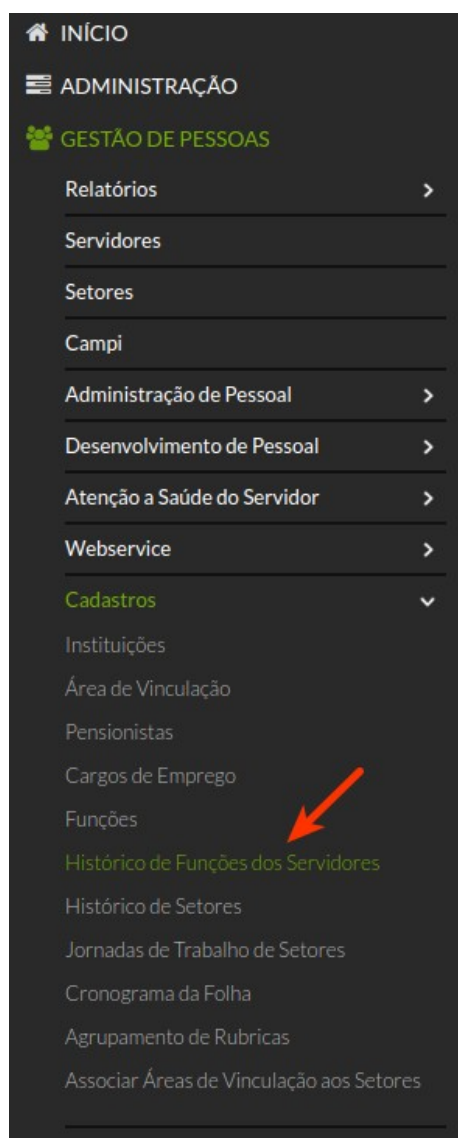 INÍCIO
ADMINISTRAÇÃO
GESTÃO DE PESSOAS
Relatórios
Servidores
Setores
Campi
Administração de Pessoal
Desenvolvimento de Pessoal
Atenção a Saúde do Servidor
Webservice
Cadastros
Instituições
Área de Vinculação
Pensionistas
Cargos de Emprego
Funções
Histórico de Funções dos Servidores
Histórico de Setores
Jornadas de Trabalho de Setores
Cronograma da Folha
Agrupamento de Rubricas
Associar Áreas de Vinculação aos Setores